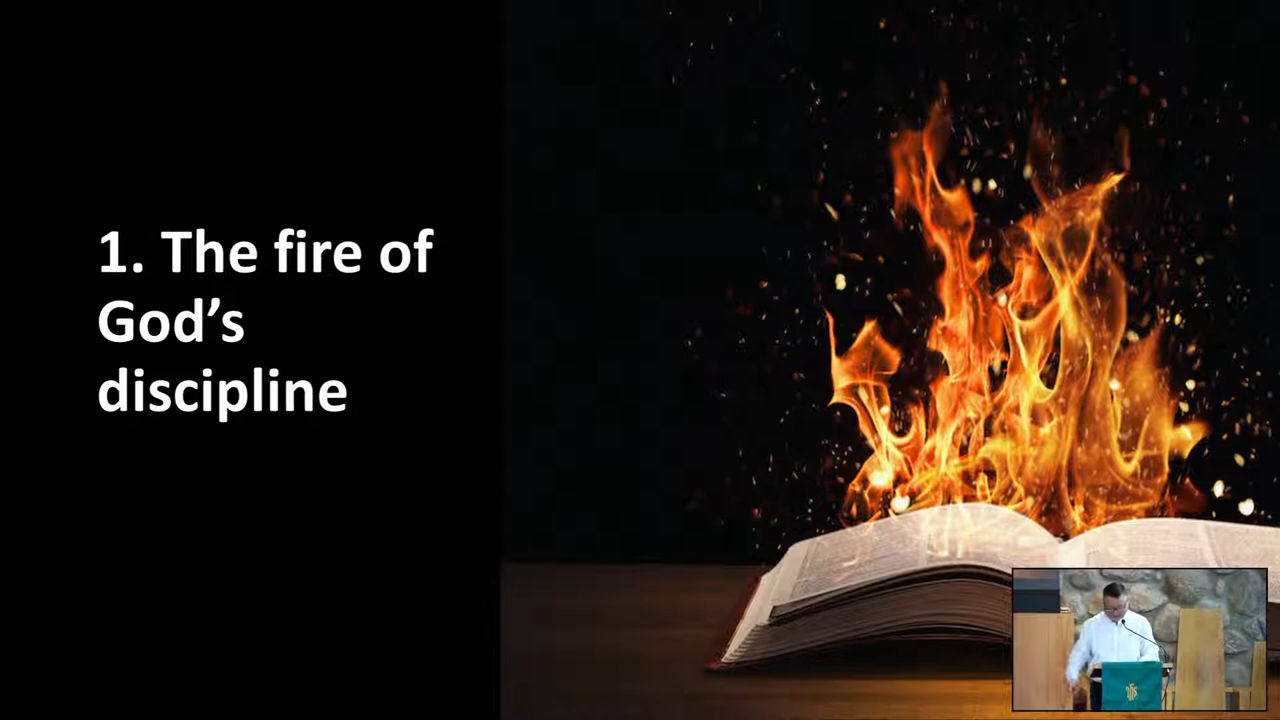 1. The fire of
God’s
discipline